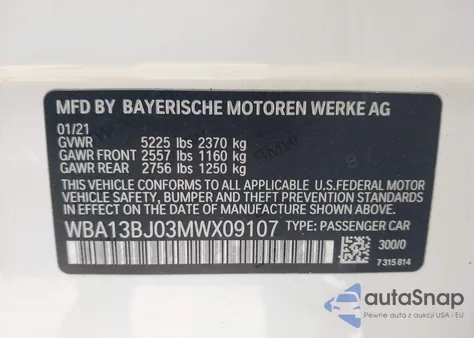 MFD BY BAYERISCHE MOTOREN WERKE AG
01/21
GVWR 5225 lbs 2370 kg
GAWR FRONT 2557 lbs 1160 kg
GAWR REAR 2756 lbs 1250 kg
THIS VEHICLE CONFORMS TO ALL APPLICABLE U.S.FEDERAL MOTOR
VEHICLE SAFETY, BUMPER AND THEFT PREVENTION STANDARDS
IN EFFECT ON THE DATE OF MANUFACTURE SHOWN ABOVE.
WBA13BJ03MWX09107 TYPE: PASSENGER CAR
300/0
7315814
autoSnap
Pewne auta z aukcji USA i EU